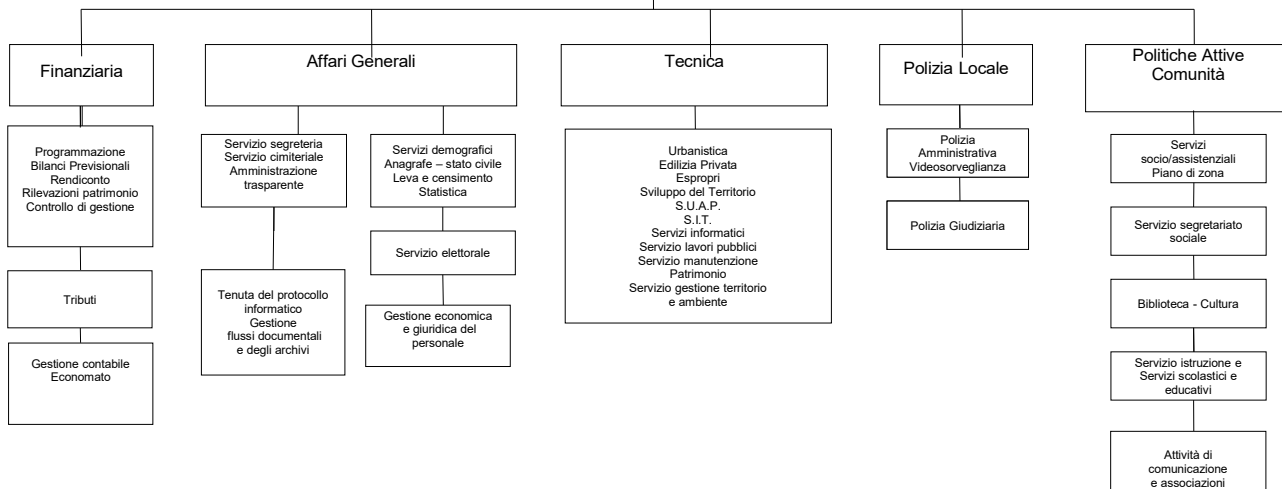 Finanziaria
Programmazione
Bilanci Previsionali
Rendiconto
Rilevazioni patrimonio
Controllo di gestione
Tributi
Gestione contabile
Economato
Affari Generali
Servizio segreteria
Servizio cimiteriale
Amministrazione
trasparente
Tenuta del protocollo
informatico
Gestione
flussi documentali
e degli archivi
Servizi demografici
Anagrafe – stato civile
Leva e censimento
Statistica
Servizio elettorale
Gestione economica
e giuridica del
personale
Tecnica
Urbanistica
Edilizia Privata
Espropri
Sviluppo del Territorio
S.U.A.P.
S.I.T.
Servizi informatici
Servizio lavori pubblici
Servizio manutenzione
Patrimonio
Servizio gestione territorio
e ambiente
Polizia Locale
Polizia
Amministrativa
Videosorveglianza
Polizia Giudiziaria
Politiche Attive
Comunità
Servizi
socio/assistenziali
Piano di zona
Servizio segretariato
sociale
Biblioteca - Cultura
Servizio istruzione e
Servizi scolastici e
educativi
Attività di
comunicazione
e associazioni